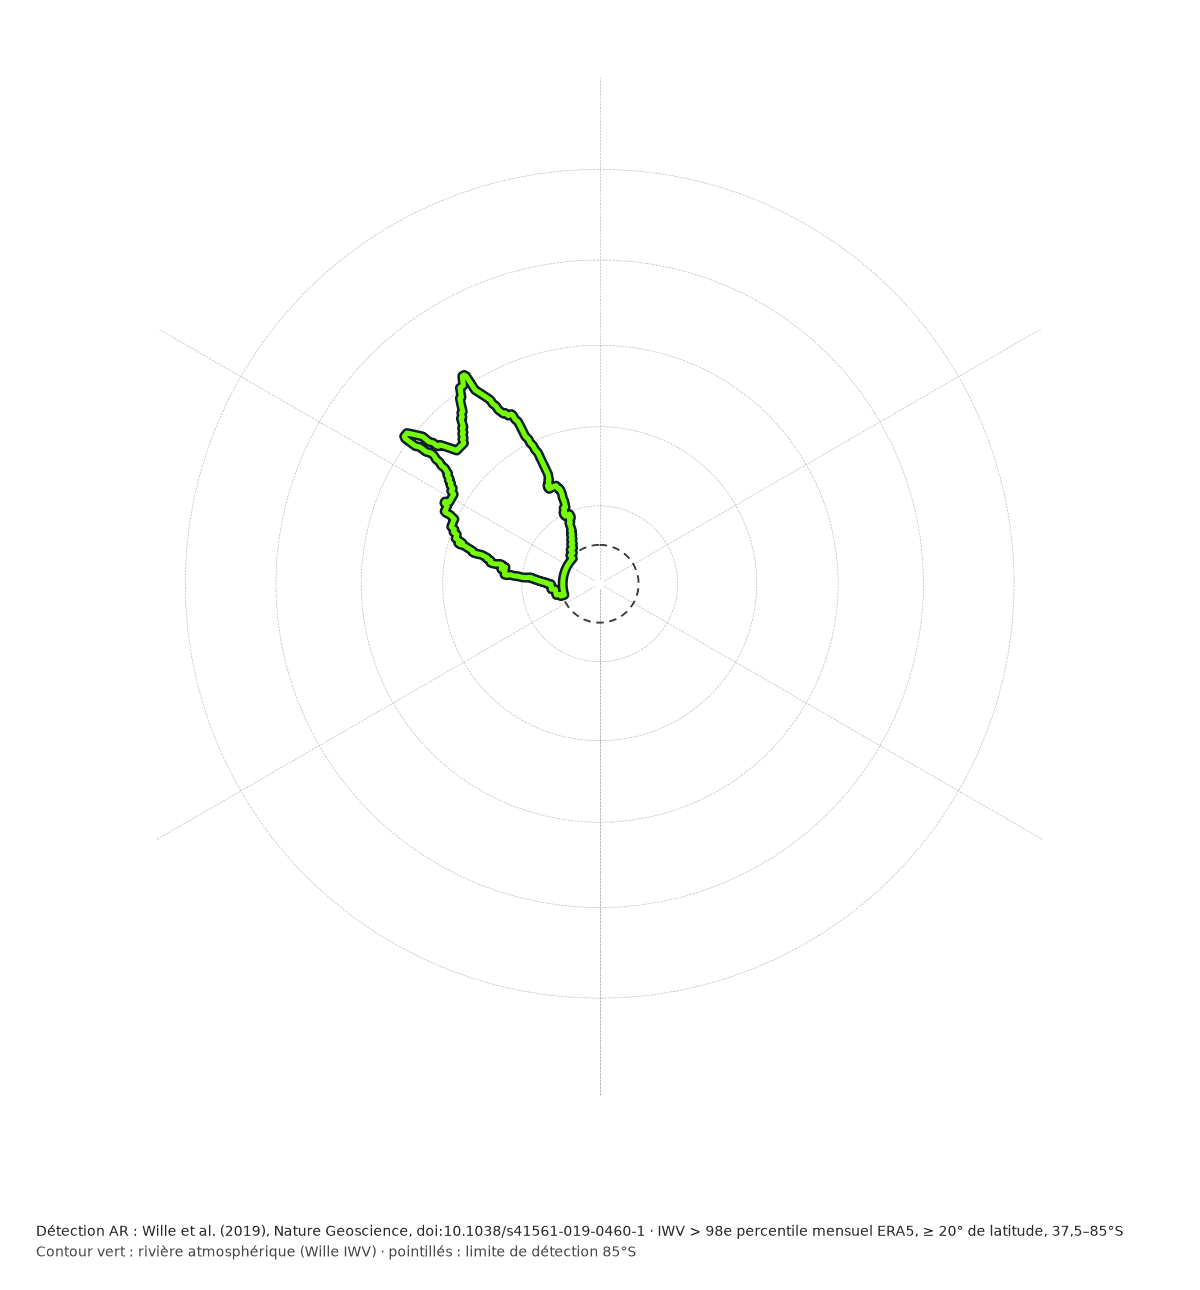 Détection AR : Wille et al. (2019), Nature Geoscience, doi:10.1038/s41561-019-0460-1 · IWV > 98e percentile mensuel ERA5, ≥ 20° de latitude, 37,5–85°S
Contour vert : rivière atmosphérique (Wille IWV) · pointillés : limite de détection 85°S